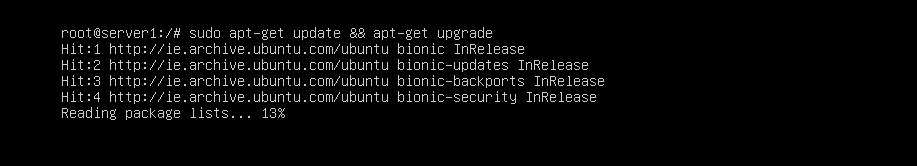 root@server1:/# sudo apt-get update && apt-get upgrade
Hit:1 http://ie.archive.ubuntu.com/ubuntu bionic InRelease
Hit:2 http://ie.archive.ubuntu.com/ubuntu bionic-updates InRelease
Hit:3 http://ie.archive.ubuntu.com/ubuntu bionic-backports InRelease
Hit:4 http://ie.archive.ubuntu.com/ubuntu bionic-security InRelease
Reading package lists... 13%